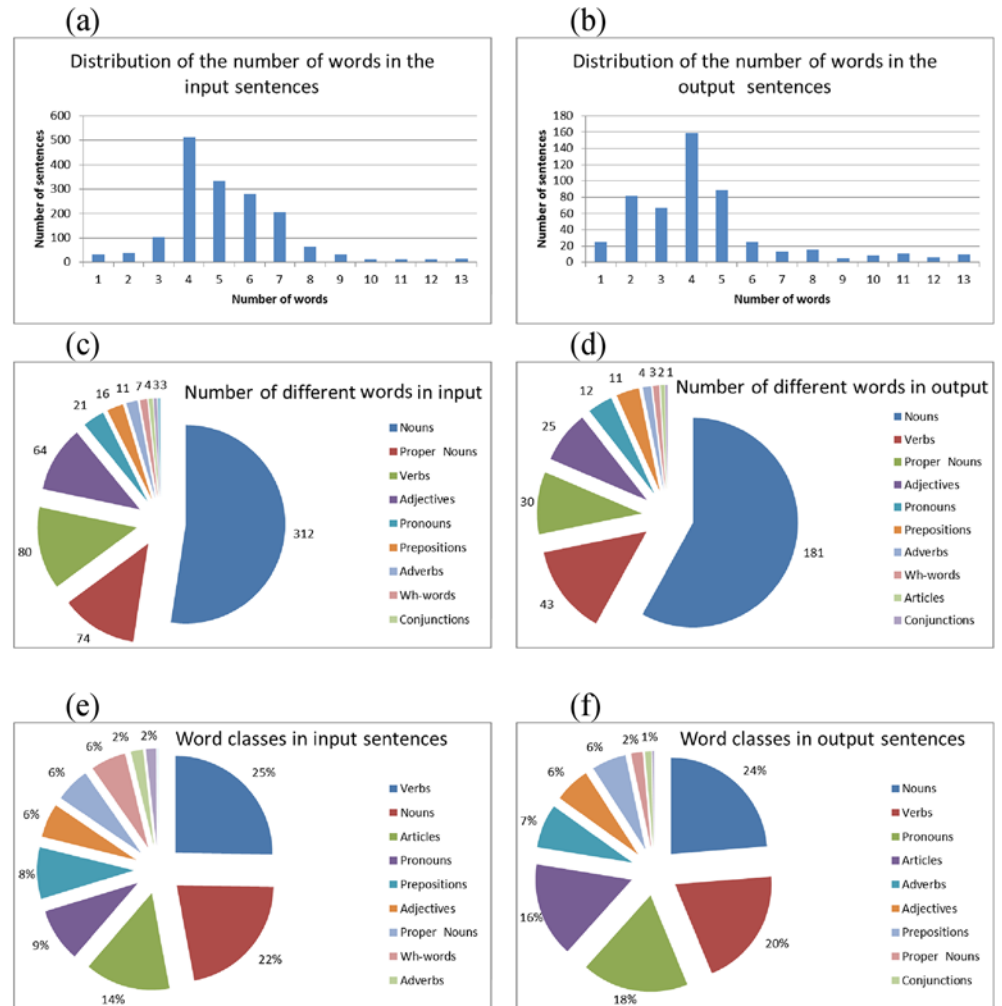 (a)
Distribution of the number of words in the
input sentences
Number of sentences
600
500
400
300
200
100
0
1 2 3 4 5 6 7 8 9 10 11 12 13
Number of words
(b)
Distribution of the number of words in the
output sentences
Number of sentences
180
160
140
120
100
80
60
40
20
0
1 2 3 4 5 6 7 8 9 10 11 12 13
Number of words
(c)
Number of different words in input
312
74
80
64
21
16
11
7
4
3
3
Nouns
Proper Nouns
Verbs
Adjectives
Pronouns
Prepositions
Adverbs
Wh-words
Conjunctions
(d)
Number of different words in output
181
43
30
25
12
11
4
3
2
1
Nouns
Verbs
Proper Nouns
Adjectives
Pronouns
Prepositions
Adverbs
Wh-words
Articles
Conjunctions
(e)
Word classes in input sentences
25%
22%
14%
9%
8%
6%
6%
6%
2%
2%
Verbs
Nouns
Articles
Pronouns
Prepositions
Adjectives
Proper Nouns
Wh-words
Adverbs
(f)
Word classes in output sentences
24%
20%
18%
16%
7%
6%
6%
2%
1%
Nouns
Verbs
Pronouns
Articles
Adverbs
Adjectives
Prepositions
Proper Nouns
Conjunctions